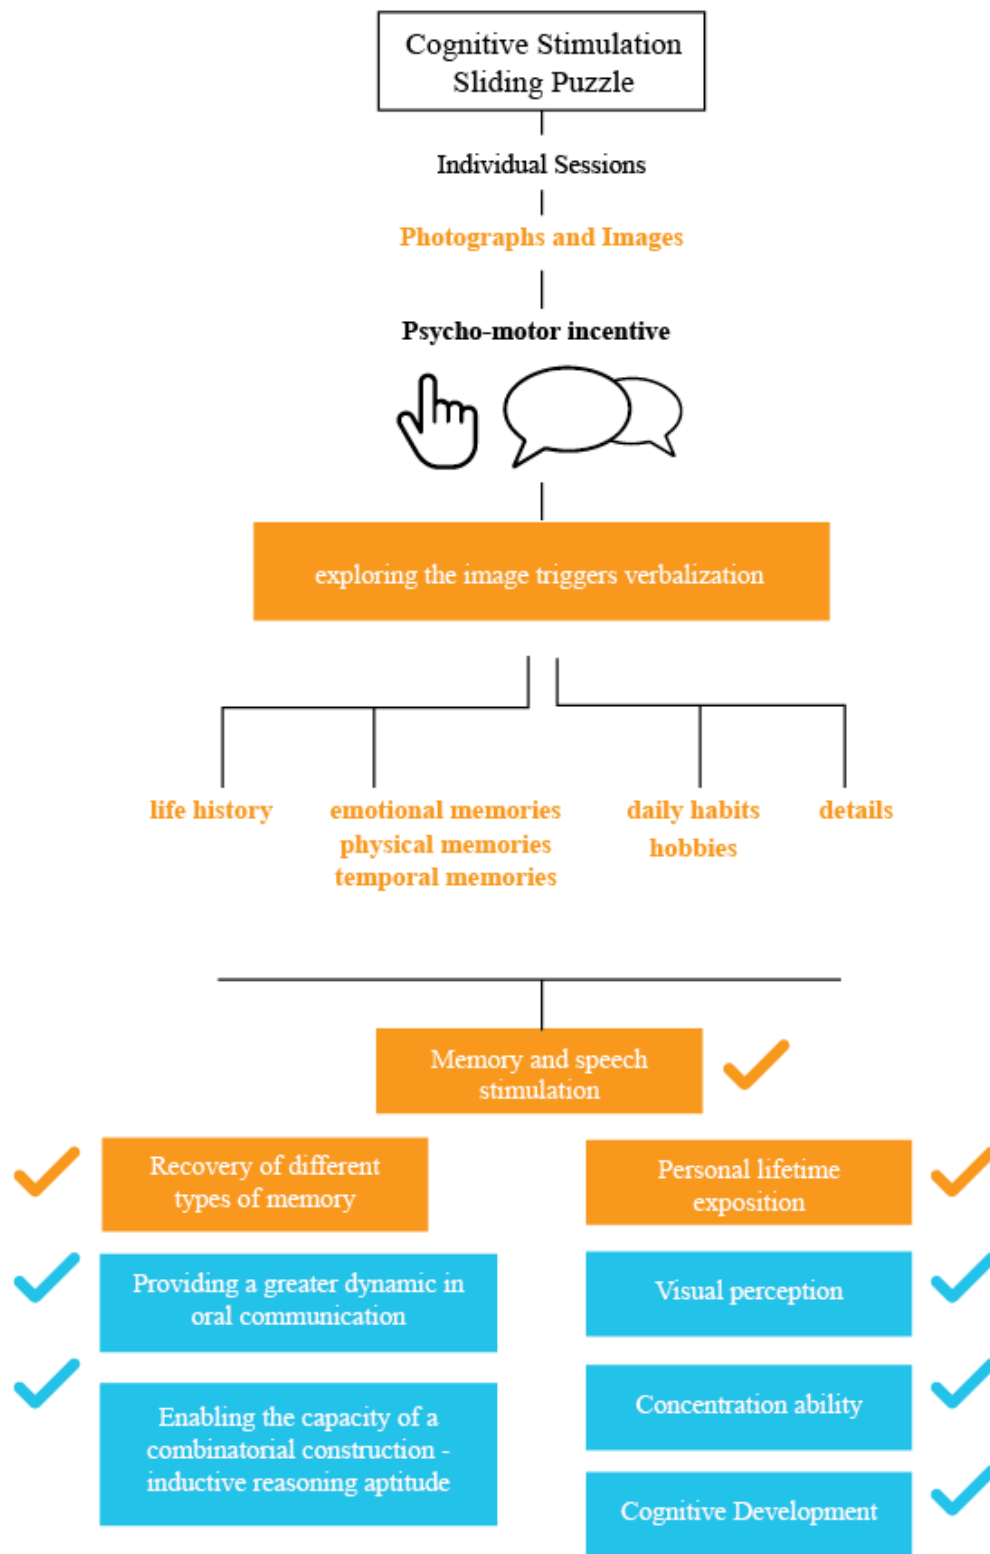 Cognitive Stimulation
Sliding Puzzle
Individual Sessions
Photographs and Images
Psycho-motor incentive
exploring the image triggers verbalization
life history
emotional memories
physical memories
temporal memories
daily habits
hobbies
details
Memory and speech
stimulation
Recovery of different
types of memory
Personal lifetime
exposition
Providing a greater dynamic in
oral communication
Visual perception
Enabling the capacity of a
combinatorial construction -
inductive reasoning aptitude
Concentration ability
Cognitive Development